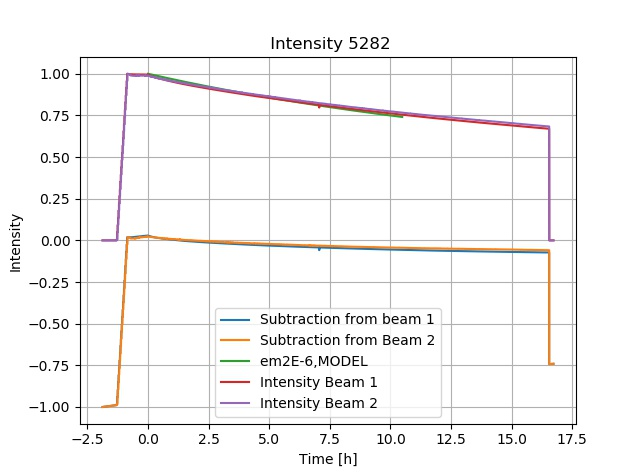 Intensity 5282
1.00
0.75
0.50
0.25
0.00
−0.25
−0.50
−0.75
−1.00
Intensity
Subtraction from beam 1
Subtraction from Beam 2
em2E-6,MODEL
Intensity Beam 1
Intensity Beam 2
−2.5 0.0 2.5 5.0 7.5 10.0 12.5 15.0 17.5
Time [h]